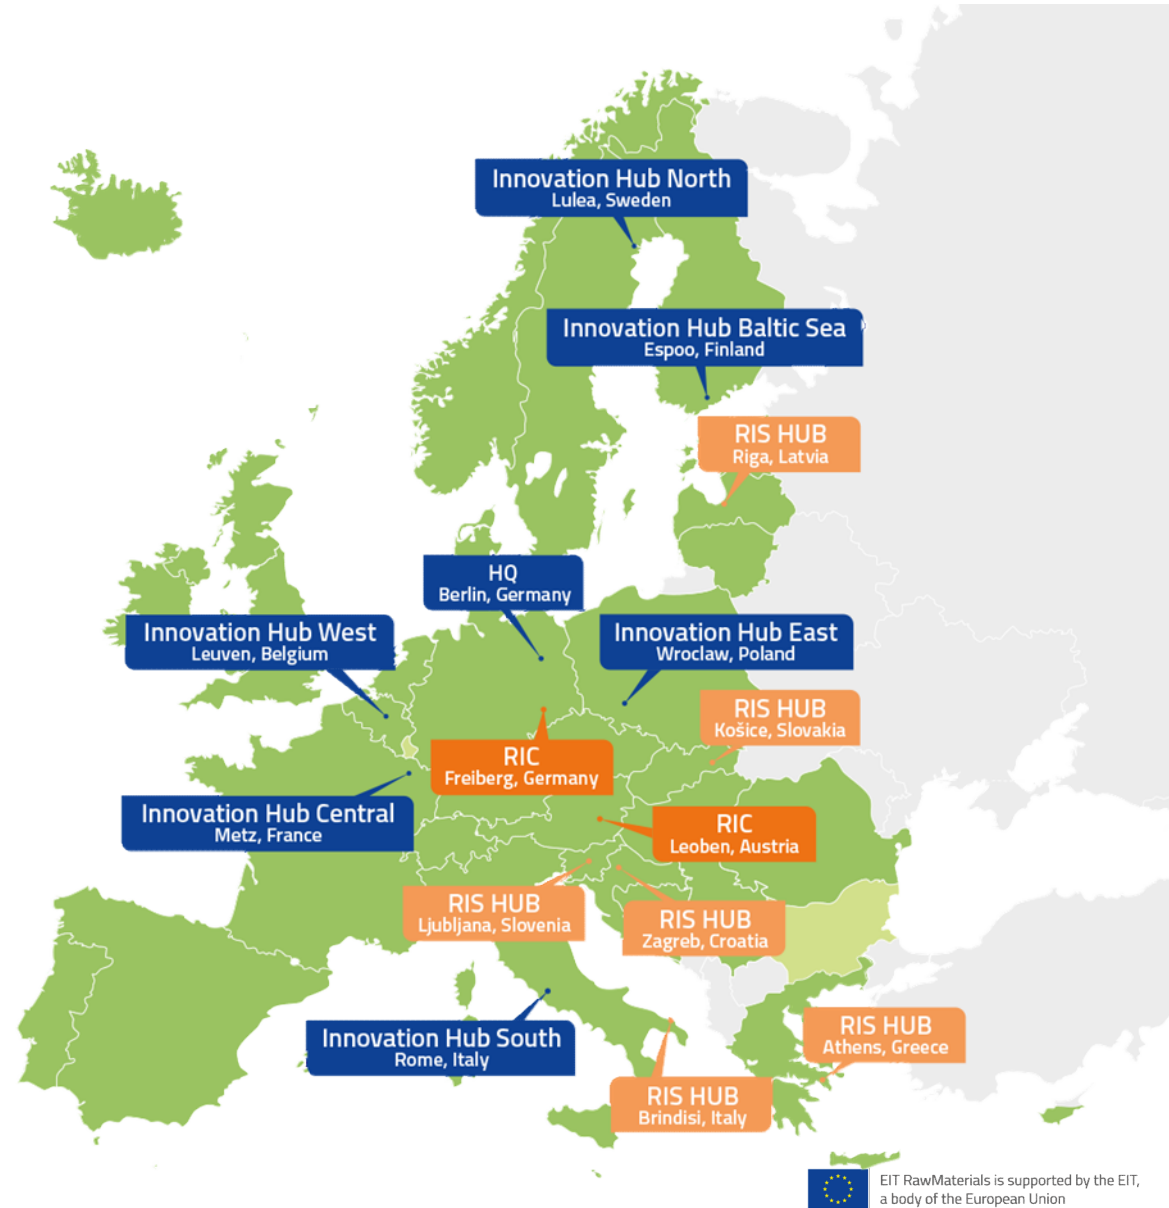 Innovation Hub North
Lulea, Sweden
Innovation Hub Baltic Sea
Espoo, Finland
RIS HUB
Riga, Latvia
HQ
Berlin, Germany
Innovation Hub West
Leuven, Belgium
Innovation Hub East
Wroclaw, Poland
RIS HUB
Košice, Slovakia
RIC
Freiberg, Germany
Innovation Hub Central
Metz, France
RIC
Leoben, Austria
RIS HUB
Ljubljana, Slovenia
RIS HUB
Zagreb, Croatia
Innovation Hub South
Rome, Italy
RIS HUB
Athens, Greece
RIS HUB
Brindisi, Italy
EIT RawMaterials is supported by the EIT,
a body of the European Union